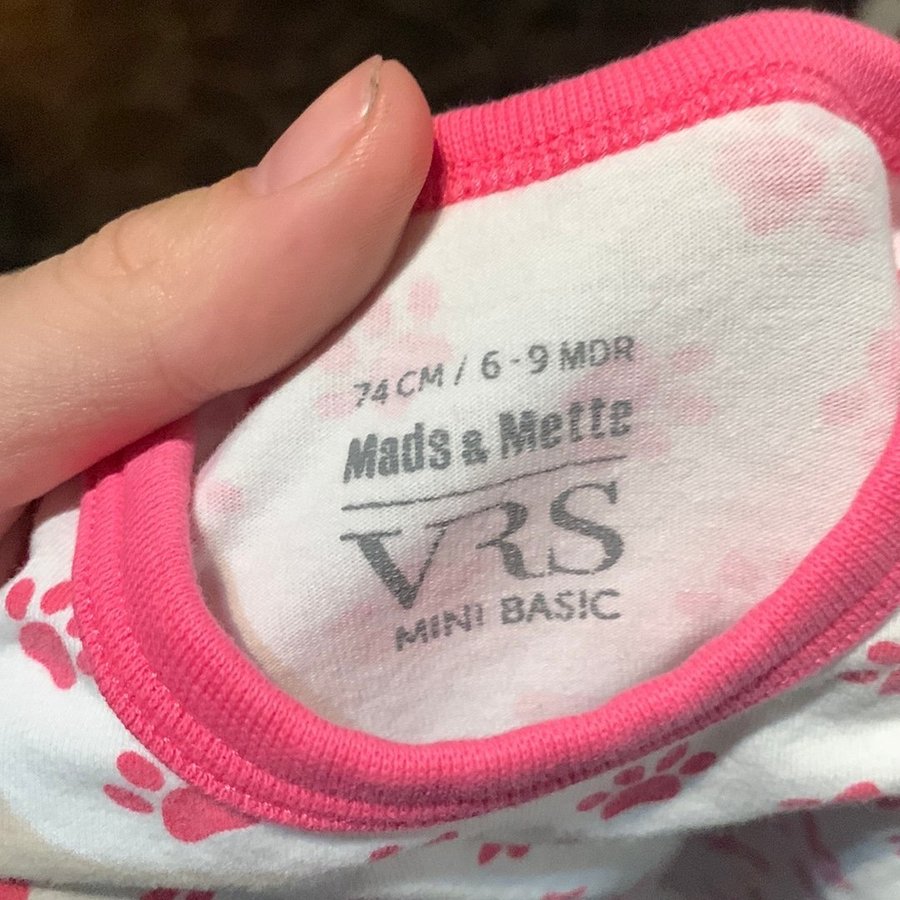 74 CM / 6 - 9 MDR
Mads & Mette
VRS
MINI BASIC